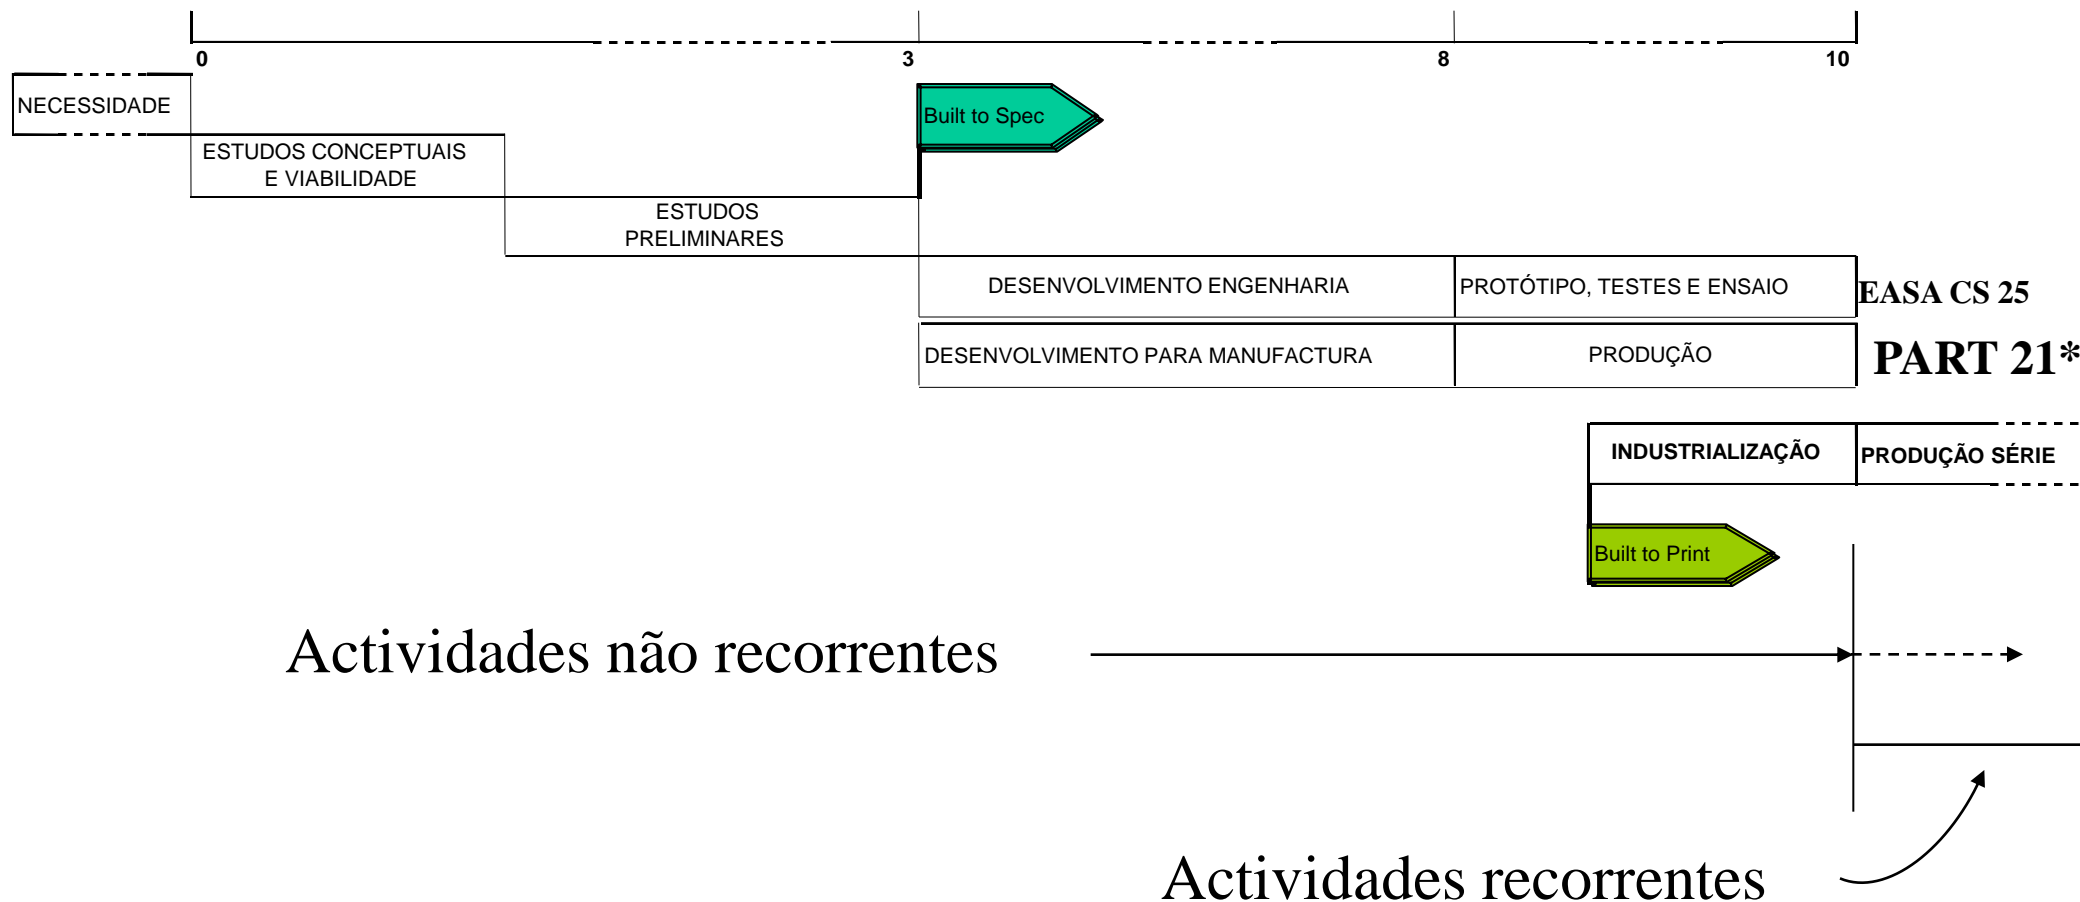 0
3
8
10
NECESSIDADE
Built to Spec
ESTUDOS CONCEPTUAIS
E VIABILIDADE
ESTUDOS
PRELIMINARES
DESENVOLVIMENTO ENGENHARIA
PROTÓTIPO, TESTES E ENSAIO
EASA CS 25
DESENVOLVIMENTO PARA MANUFACTURA
PRODUÇÃO
PART 21*
INDUSTRIALIZAÇÃO
PRODUÇÃO SÉRIE
Built to Print
Actividades não recorrentes
Actividades recorrentes